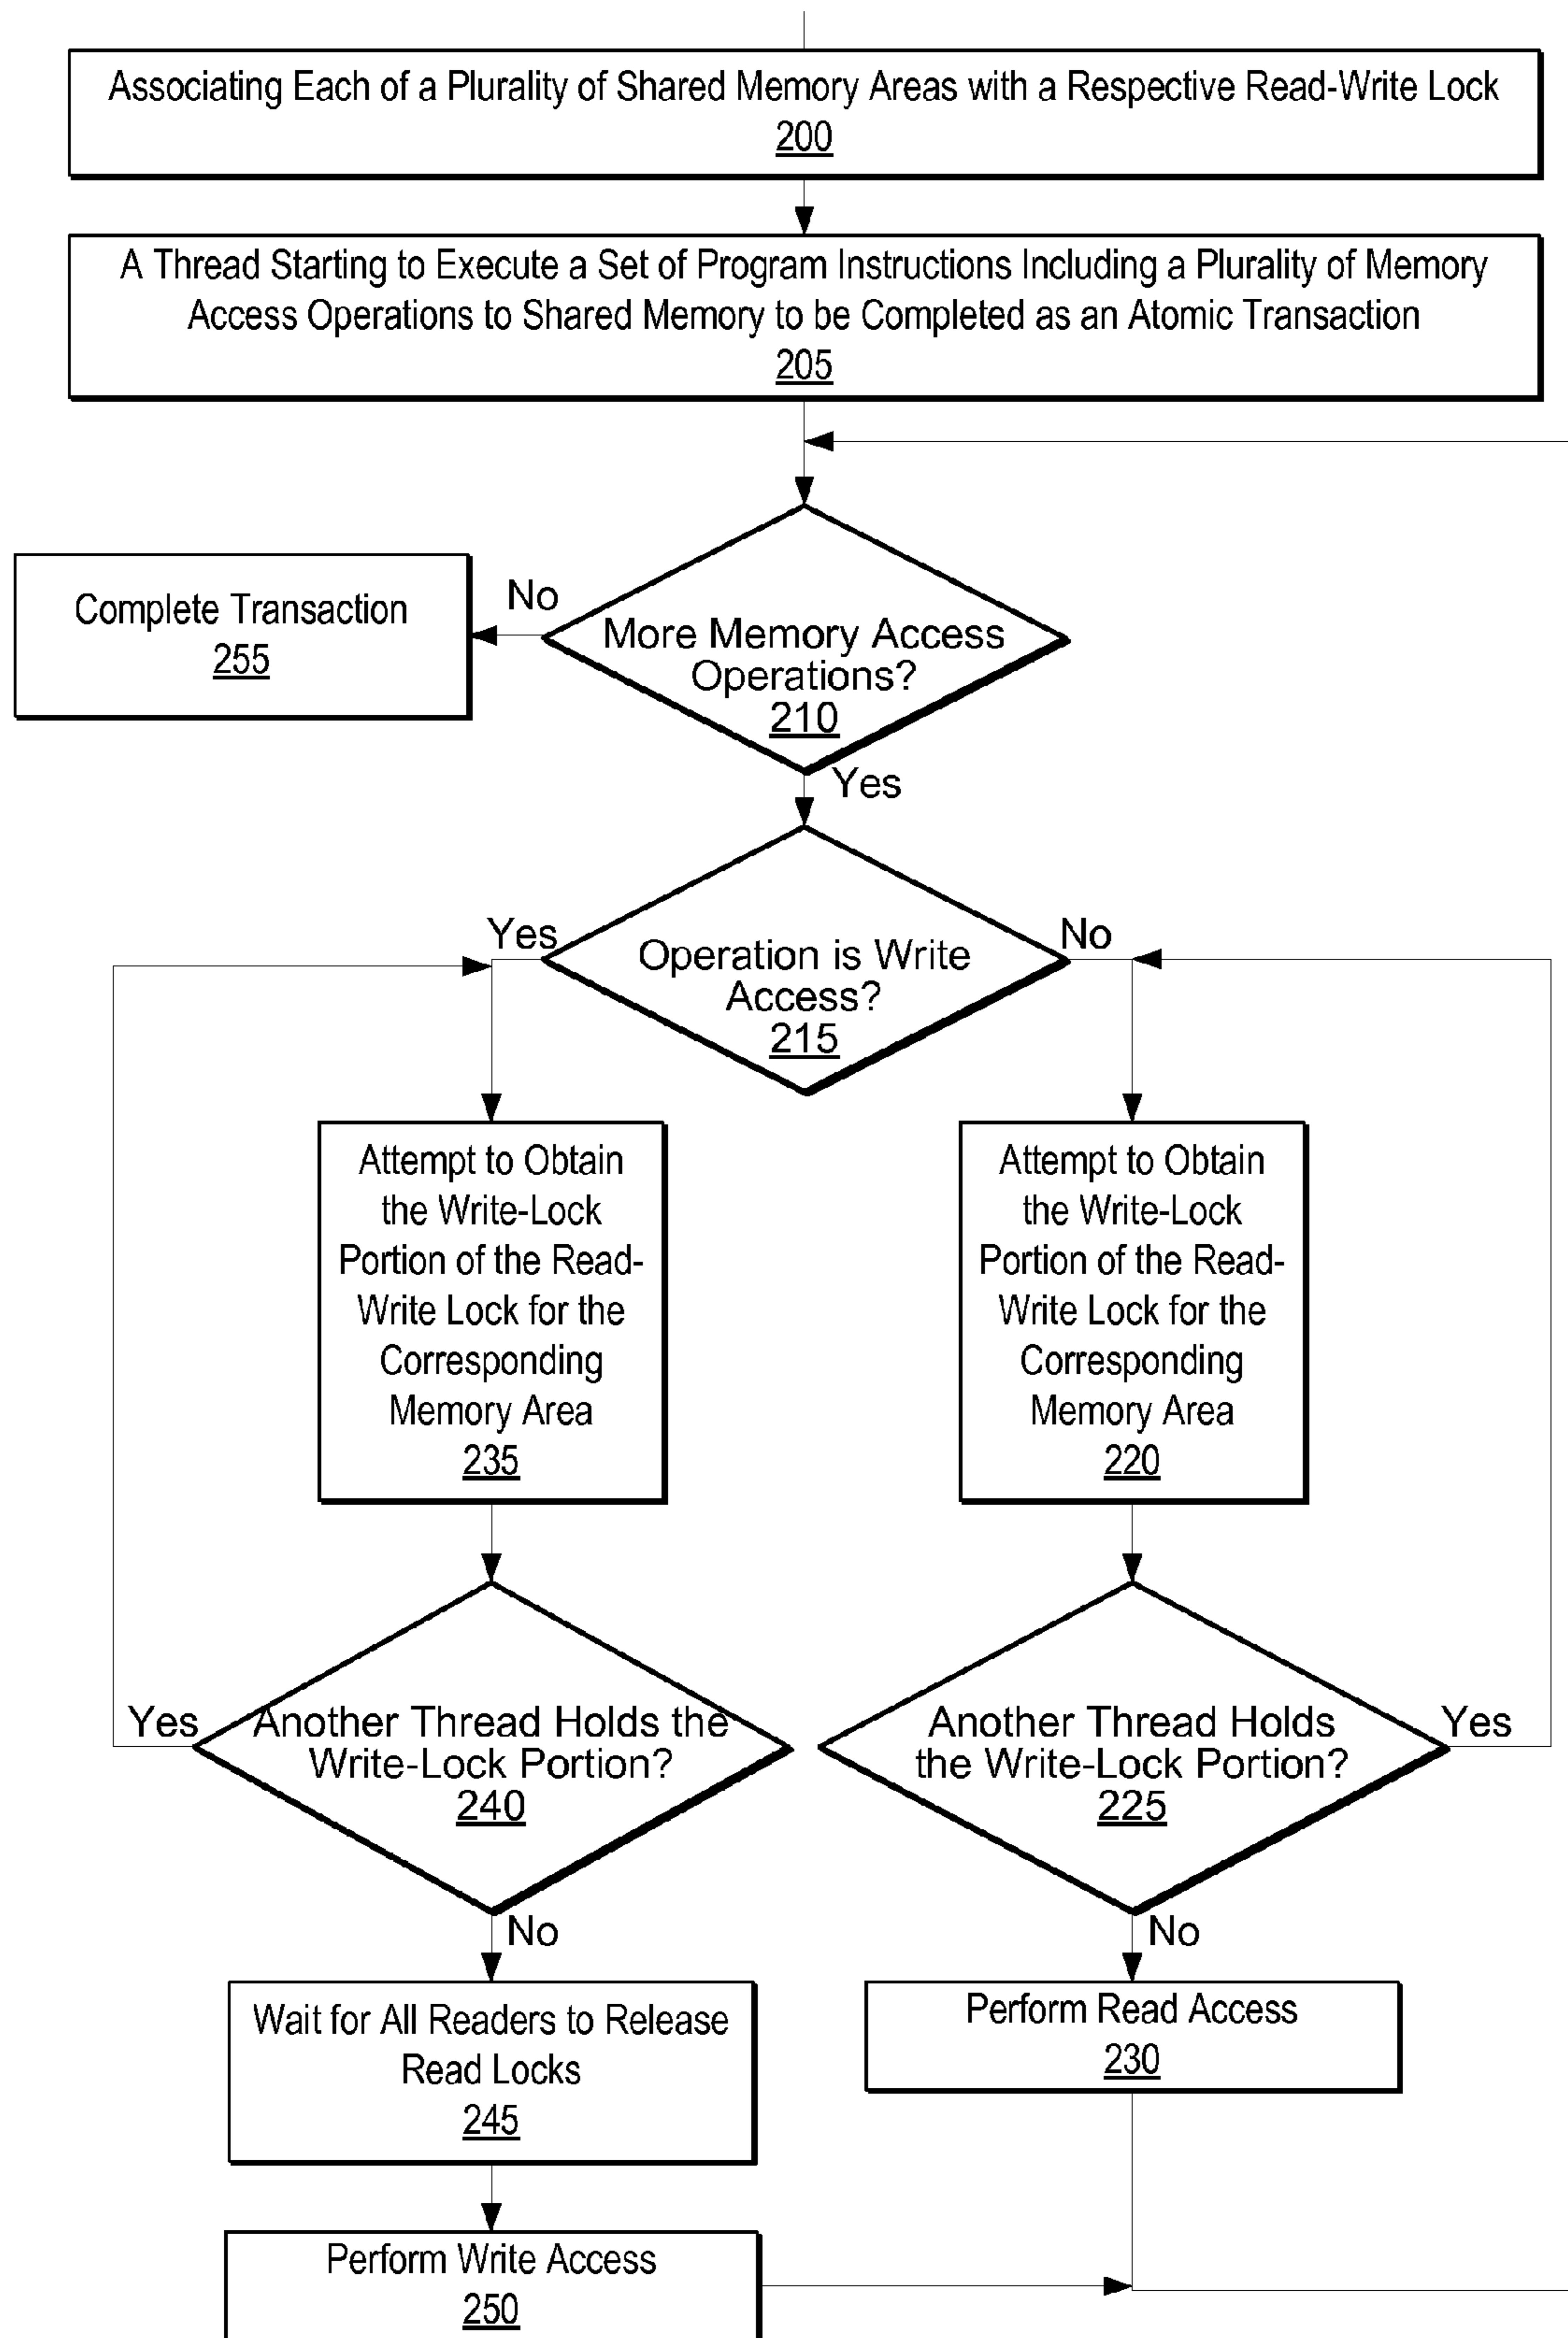 Associating Each of a Plurality of Shared Memory Areas with a Respective Read-Write Lock
200
A Thread Starting to Execute a Set of Program Instructions Including a Plurality of Memory
Access Operations to Shared Memory to be Completed as an Atomic Transaction
205
No
Complete Transaction
255
More Memory Access
Operations?
210
Yes
Yes
Operation is Write
Access?
215
No
Attempt to Obtain
the Write-Lock
Portion of the Read-
Write Lock for the
Corresponding
Memory Area
235
Attempt to Obtain
the Write-Lock
Portion of the Read-
Write Lock for the
Corresponding
Memory Area
220
Yes
Another Thread Holds the
Write-Lock Portion?
240
No
Another Thread Holds
the Write-Lock Portion?
225
Yes
No
Wait for All Readers to Release
Read Locks
245
Perform Read Access
230
Perform Write Access
250